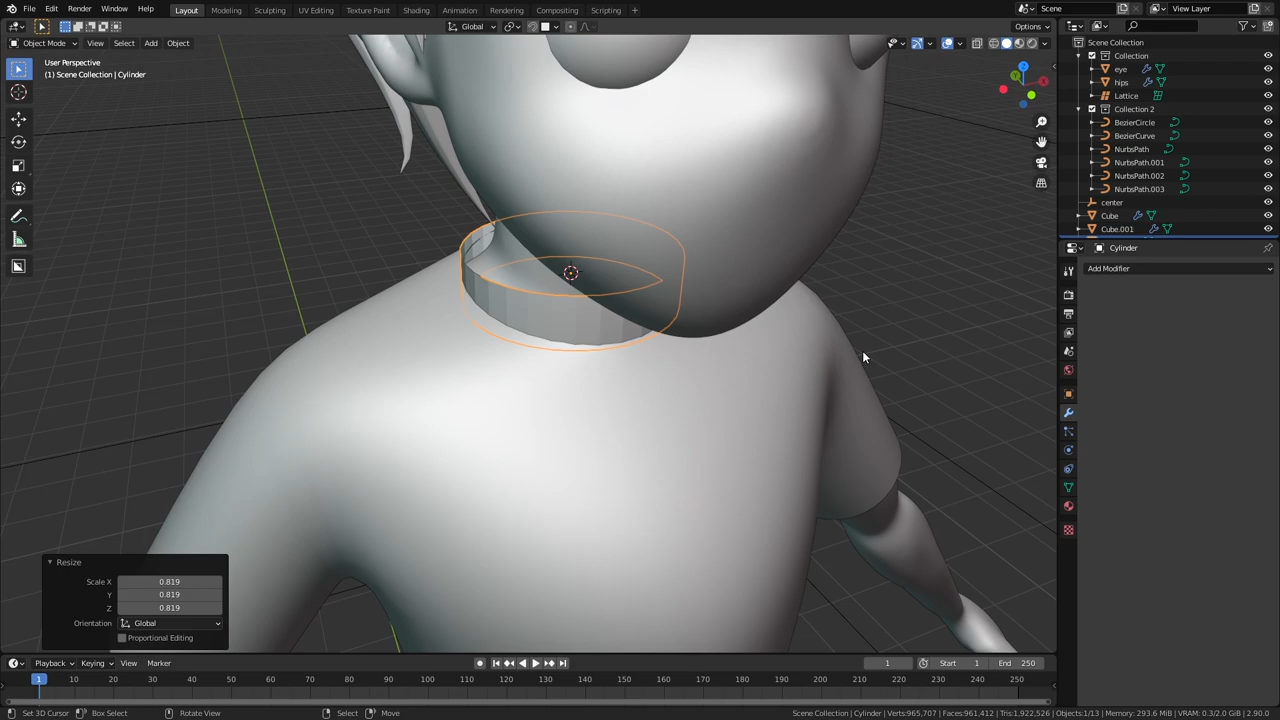 File Edit Render Window Help Layout Modeling Sculpting UV Editing Texture Paint Shading Animation Compositing Rendering Scripting + Scene View Layer
Global Options
Object Mode View Select Add Object
User Perspective
(1) Scene Collection | Cylinder
Z
Y
X
Scene Collection
Collection
eye
hips
Lattice
Collection 2
BezierCircle
BezierCurve
NurbsPath
NurbsPath.001
NurbsPath.002
NurbsPath.003
center
Cube
Cube.001
Cylinder
Add Modifier
Resize
Scale X 0.819
Y 0.819
Z 0.819
Orientation Global
Proportional Editing
Playback Keying View Marker 1 Start 1 End 250
1 10 20 30 40 50 60 70 80 90 100 110 120 130 140 150 160 170 180 190 200 210 220 230 240 250
Set 3D Cursor Box Select Rotate View Select Move Scene Collection | Cylinder | Verts:965,707 | Faces:961,412 | Tris:1,922,526 | Objects:1/13 | Memory: 293.6 MiB | VRAM: 0.3/2.0 GiB | 2.90.0